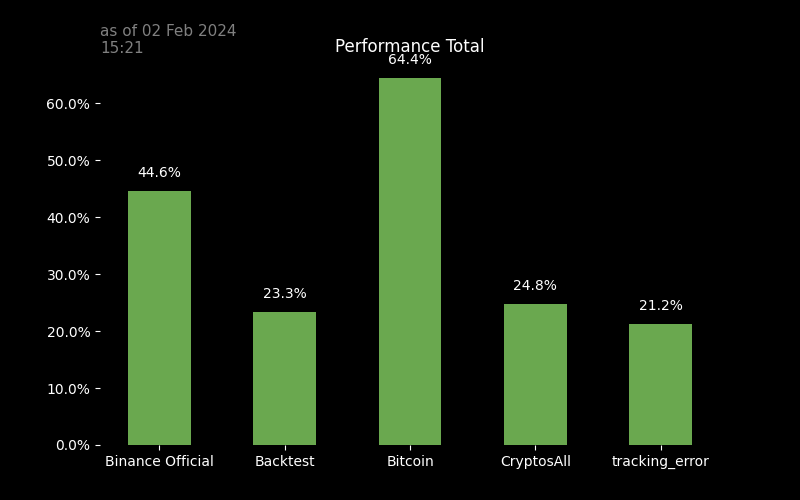 as of 02 Feb 2024
15:21
Performance Total
64.4%
60.0%
50.0%
44.6%
40.0%
30.0%
23.3%
24.8%
21.2%
20.0%
10.0%
0.0%
Binance Official
Backtest
Bitcoin
CryptosAll
tracking_error